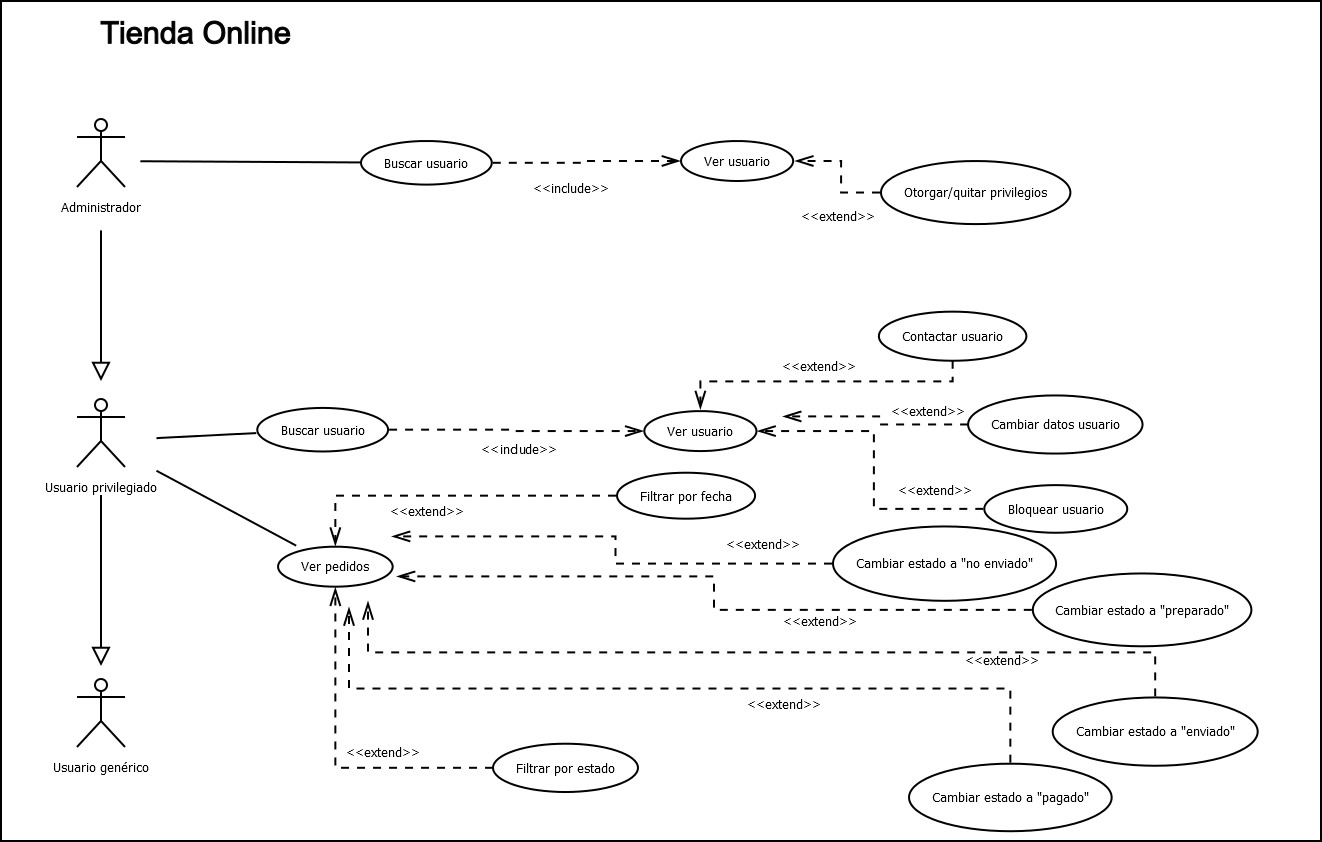 Tienda Online
Administrador
Buscar usuario
<<include>>
Ver usuario
<<extend>>
Otorgar/quitar privilegios
Contactar usuario
<<extend>>
Usuario privilegiado
Buscar usuario
<<include>>
Ver usuario
<<extend>>
Cambiar datos usuario
<<extend>>
Bloquear usuario
Filtrar por fecha
<<extend>>
Ver pedidos
<<extend>>
Cambiar estado a "no enviado"
<<extend>>
Cambiar estado a "preparado"
<<extend>>
Cambiar estado a "enviado"
<<extend>>
Cambiar estado a "pagado"
<<extend>>
Filtrar por estado
Usuario genérico